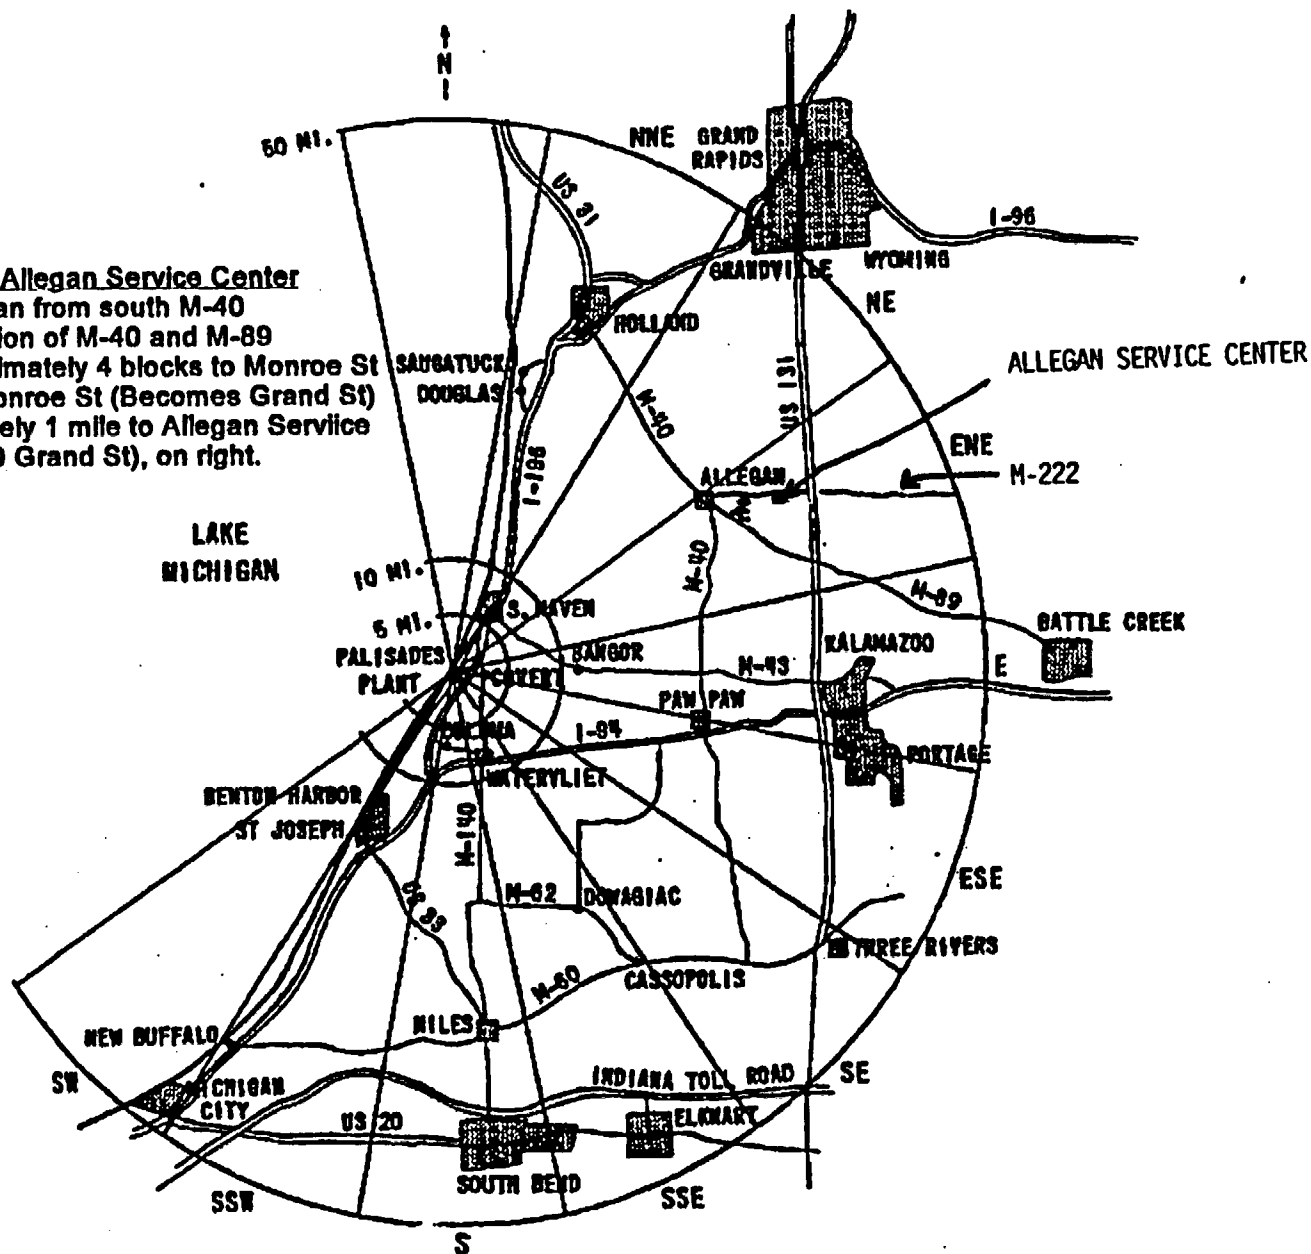 N
50 MI.
NNE
GRAND
RAPIDS
US 31
I-96
GRANDVILLE
WYOMING
Allegan Service Center
an from south M-40
ion of M-40 and M-89
imately 4 blocks to Monroe St
onroe St (Becomes Grand St)
ely 1 mile to Allegan Serviice
Grand St), on right.
HOLLAND
NE
SAUGATUCK
DOUGLAS
US 131
ALLEGAN SERVICE CENTER
M-40
I-196
ALLEGAN
ENE
M-222
LAKE
MICHIGAN
10 MI.
M-40
M-89
5 MI.
S. HAVEN
BATTLE CREEK
PALISADES
PLANT
COVERT
BANGOR
M-43
KALAMAZOO
E
PAW PAW
I-94
PORTAGE
WATERVLIET
BENTON HARBOR
ST JOSEPH
M-140
US 33
M-62
DOWAGIAC
ESE
THREE RIVERS
M-60
CASSOPOLIS
NEW BUFFALO
NILES
SW
MICHIGAN
CITY
INDIANA TOLL ROAD
SE
US 20
ELKHART
SOUTH BEND
SSW
SSE
S